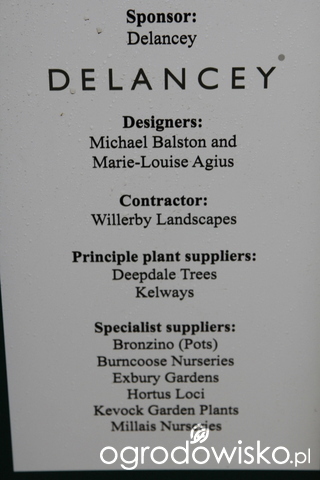 Sponsor:
Delancey
DELANCEY
Designers:
Michael Balston and
Marie-Louise Agius
Contractor:
Willerby Landscapes
Principle plant suppliers:
Deepdale Trees
Kelways
Specialist suppliers:
Bronzino (Pots)
Burncoose Nurseries
Exbury Gardens
Hortus Loci
Kevock Garden Plants
Millais Nurseries
ogrodowisko.pl